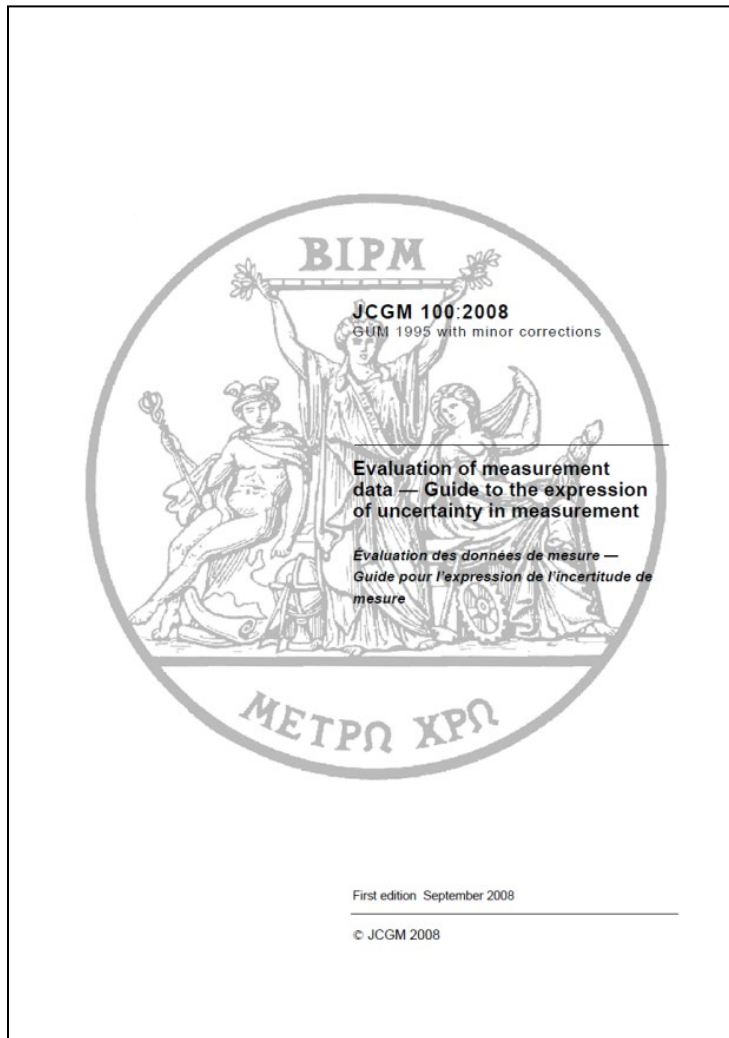 BIPM
JCGM 100:2008
GUM 1995 with minor corrections
Evaluation of measurement
data — Guide to the expression
of uncertainty in measurement
Évaluation des données de mesure —
Guide pour l’expression de l’incertitude de
mesure
ΜΕΤΡΩ ΧΡΩ
First edition September 2008
© JCGM 2008